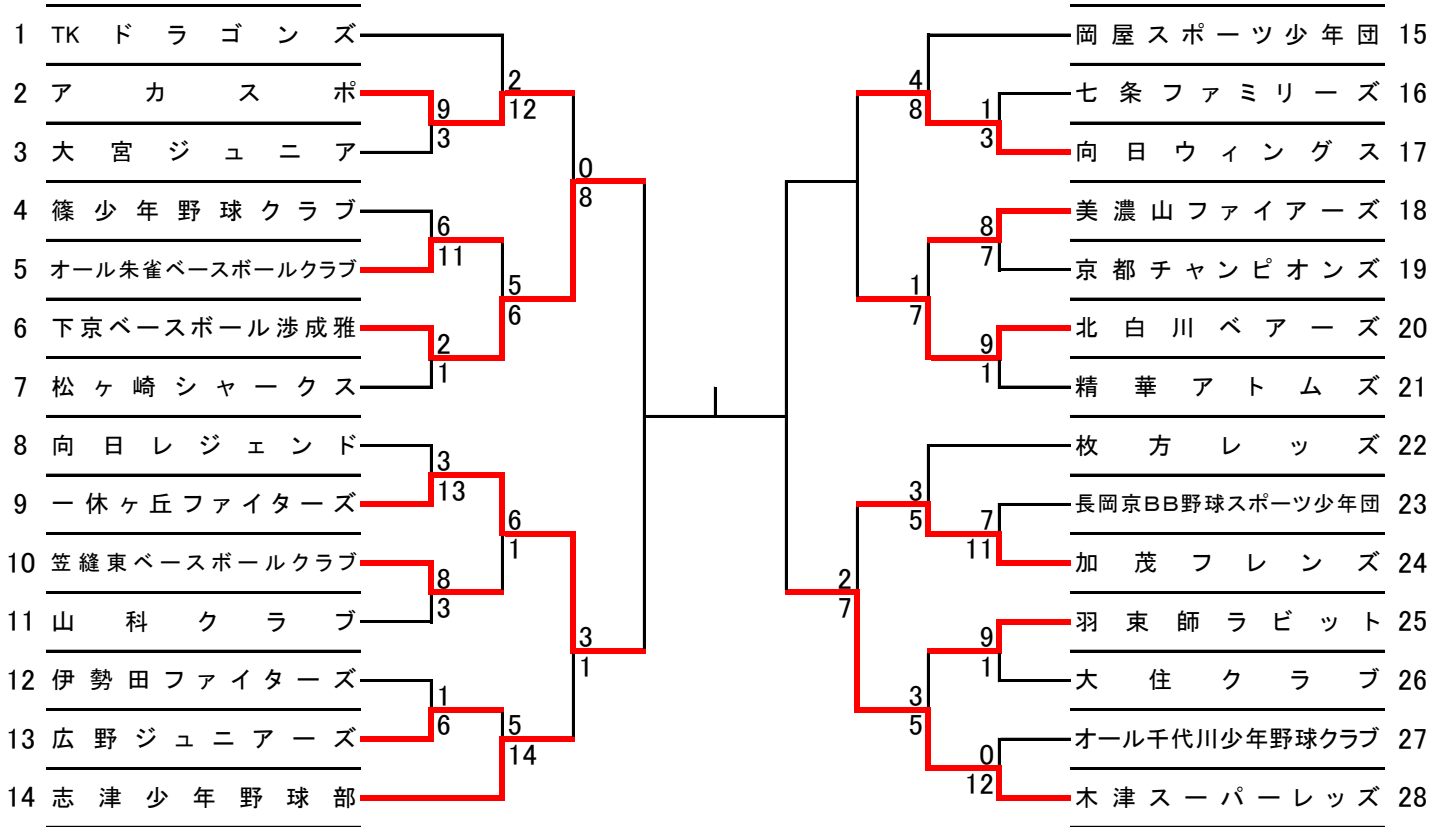 1 TK ドラゴンズ
2 アカスポ
3 大宮ジュニア
4 篠少年野球クラブ
5 オール朱雀ベースボールクラブ
6 下京ベースボール渉成雅
7 松ヶ崎シャークス
8 向日レジェンド
9 一休ヶ丘ファイターズ
10 笠縫東ベースボールクラブ
11 山科クラブ
12 伊勢田ファイターズ
13 広野ジュニアーズ
14 志津少年野球部
9
3
6
11
2
1
3
13
8
3
1
6
2
12
5
6
6
1
5
14
0
8
3
1
4
8
1
7
3
5
3
5
2
7
1
3
8
7
9
1
7
11
9
1
0
12
岡屋スポーツ少年団 15
七条ファミリーズ 16
向日ウィングス 17
美濃山ファイアーズ 18
京都チャンピオンズ 19
北白川ベアーズ 20
精華アトムズ 21
枚方レッズ 22
長岡京BB野球スポーツ少年団 23
加茂フレンズ 24
羽束師ラビット 25
大住クラブ 26
オール千代川少年野球クラブ 27
木津スーパーレッズ 28